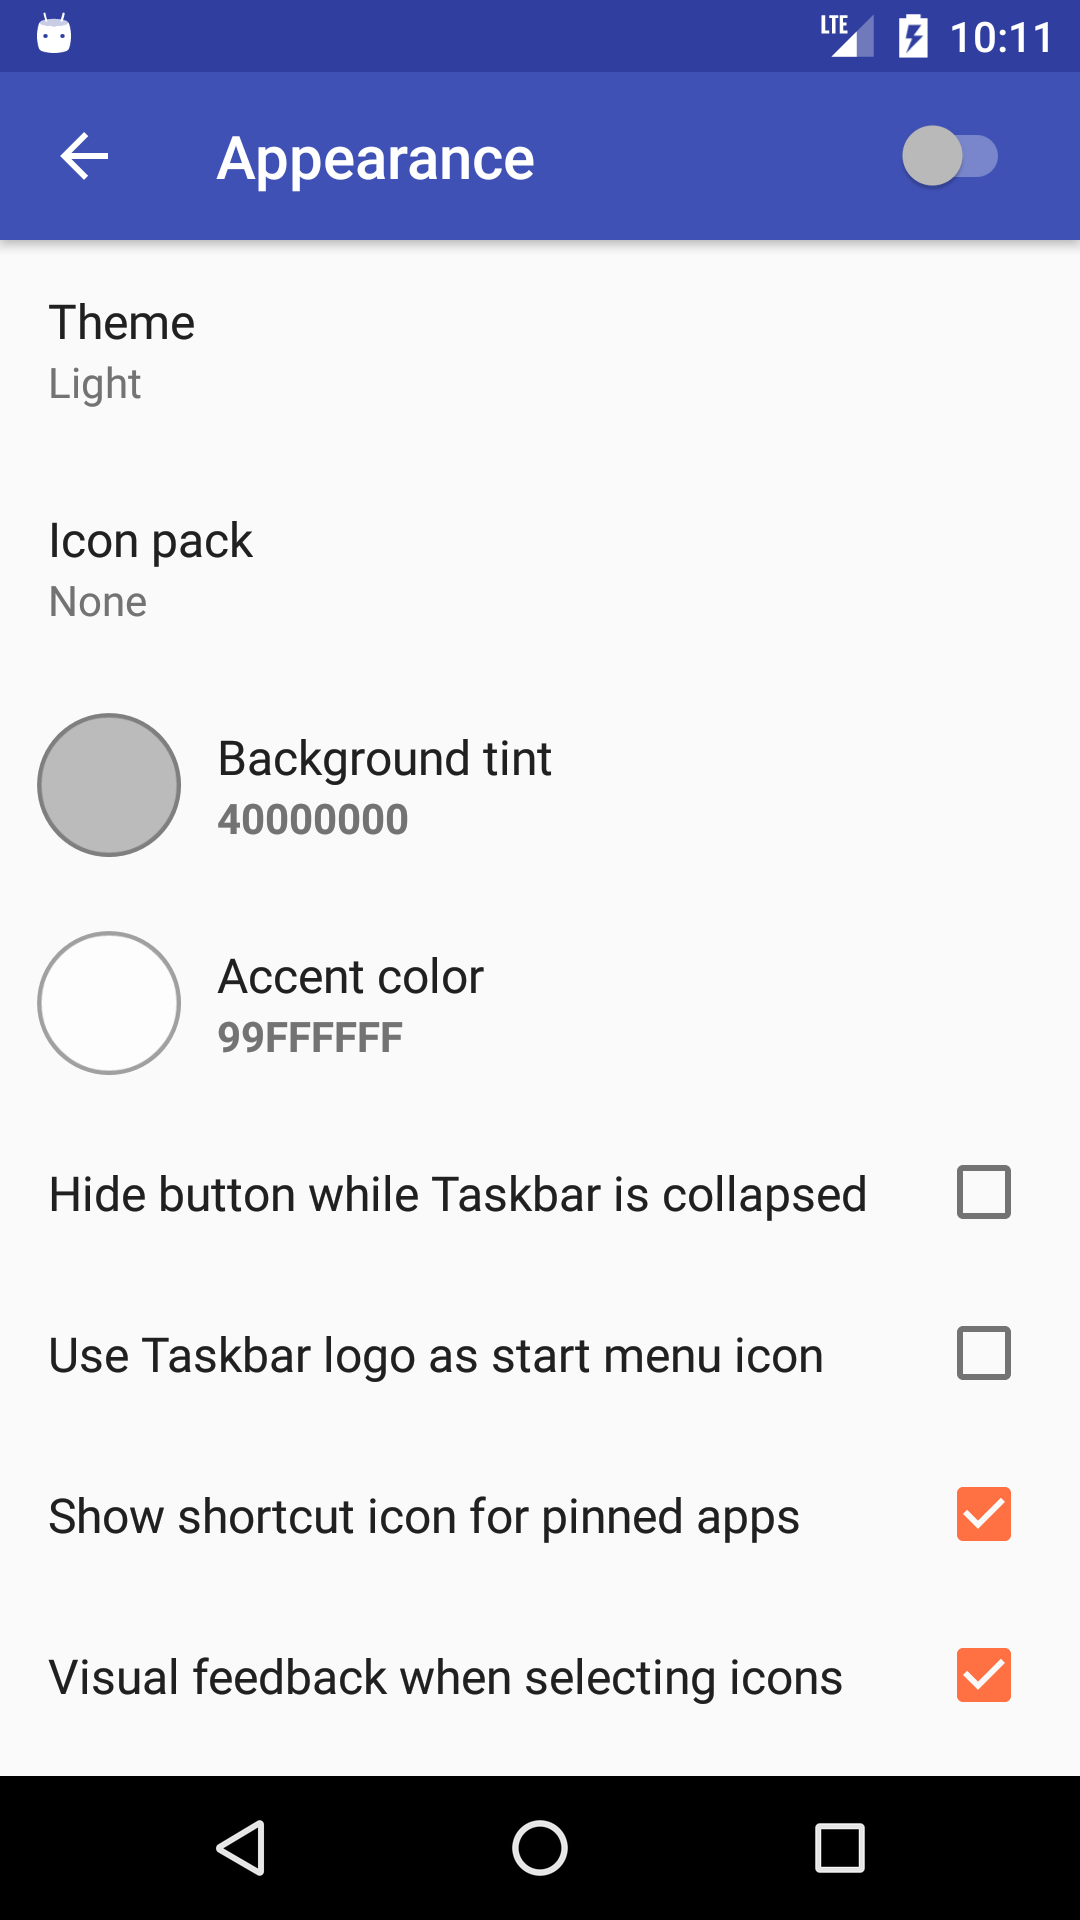 LTE 10:11
Appearance
Theme
Light
Icon pack
None
Background tint
40000000
Accent color
99FFFFFF
Hide button while Taskbar is collapsed
Use Taskbar logo as start menu icon
Show shortcut icon for pinned apps
Visual feedback when selecting icons